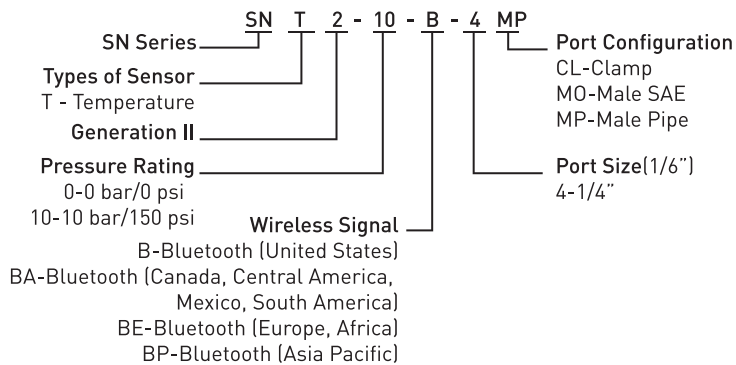 SN T 2 - 10 - B - 4 MP
SN Series
Types of Sensor
T - Temperature
Generation II
Pressure Rating
0-0 bar/0 psi
10-10 bar/150 psi
Wireless Signal
B-Bluetooth (United States)
BA-Bluetooth (Canada, Central America,
Mexico, South America)
BE-Bluetooth (Europe, Africa)
BP-Bluetooth (Asia Pacific)
Port Configuration
CL-Clamp
MO-Male SAE
MP-Male Pipe
Port Size(1/6”)
4-1/4”